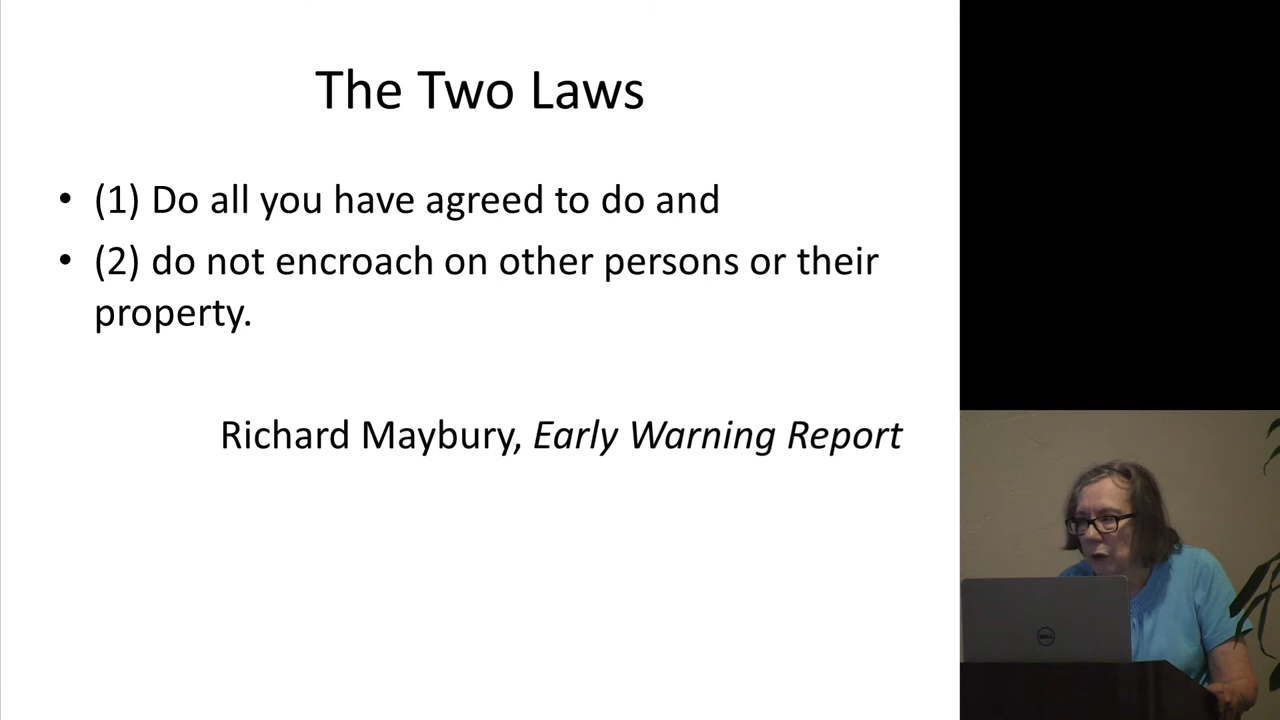 The Two Laws
• (1) Do all you have agreed to do and
• (2) do not encroach on other persons or their
property.
Richard Maybury, Early Warning Report
DELL